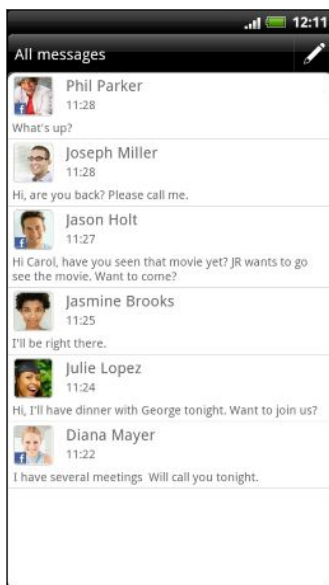 12:11
All messages
Phil Parker
11:28
What's up?
Joseph Miller
11:28
Hi, are you back? Please call me.
Jason Holt
11:27
Hi Carol, have you seen that movie yet? JR wants to go
see the movie. Want to come?
Jasmine Brooks
11:25
I'll be right there.
Julie Lopez
11:24
Hi, I'll have dinner with George tonight. Want to join us?
Diana Mayer
11:22
I have several meetings  Will call you tonight.